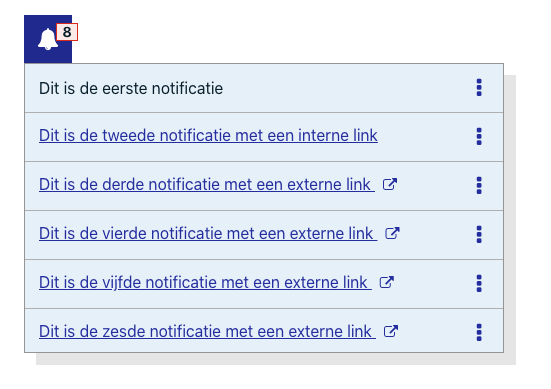 8
Dit is de eerste notificatie
Dit is de tweede notificatie met een interne link
Dit is de derde notificatie met een externe link
Dit is de vierde notificatie met een externe link
Dit is de vijfde notificatie met een externe link
Dit is de zesde notificatie met een externe link